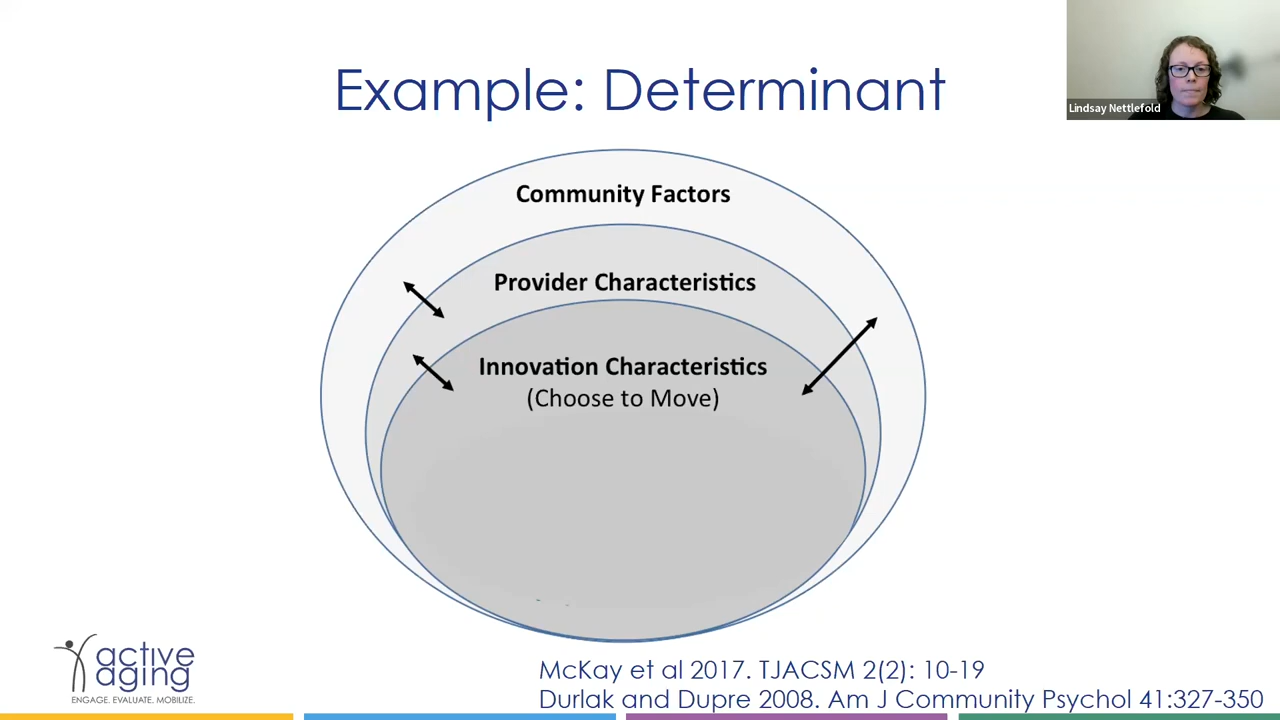 Example: Determinant
Lindsay Nettlefold
Community Factors
Provider Characteristics
Innovation Characteristics
(Choose to Move)
active
aging
ENGAGE. EVALUATE. MOBILIZE.
McKay et al 2017. TJACSM 2(2): 10-19
Durlak and Dupre 2008. Am J Community Psychol 41:327-350